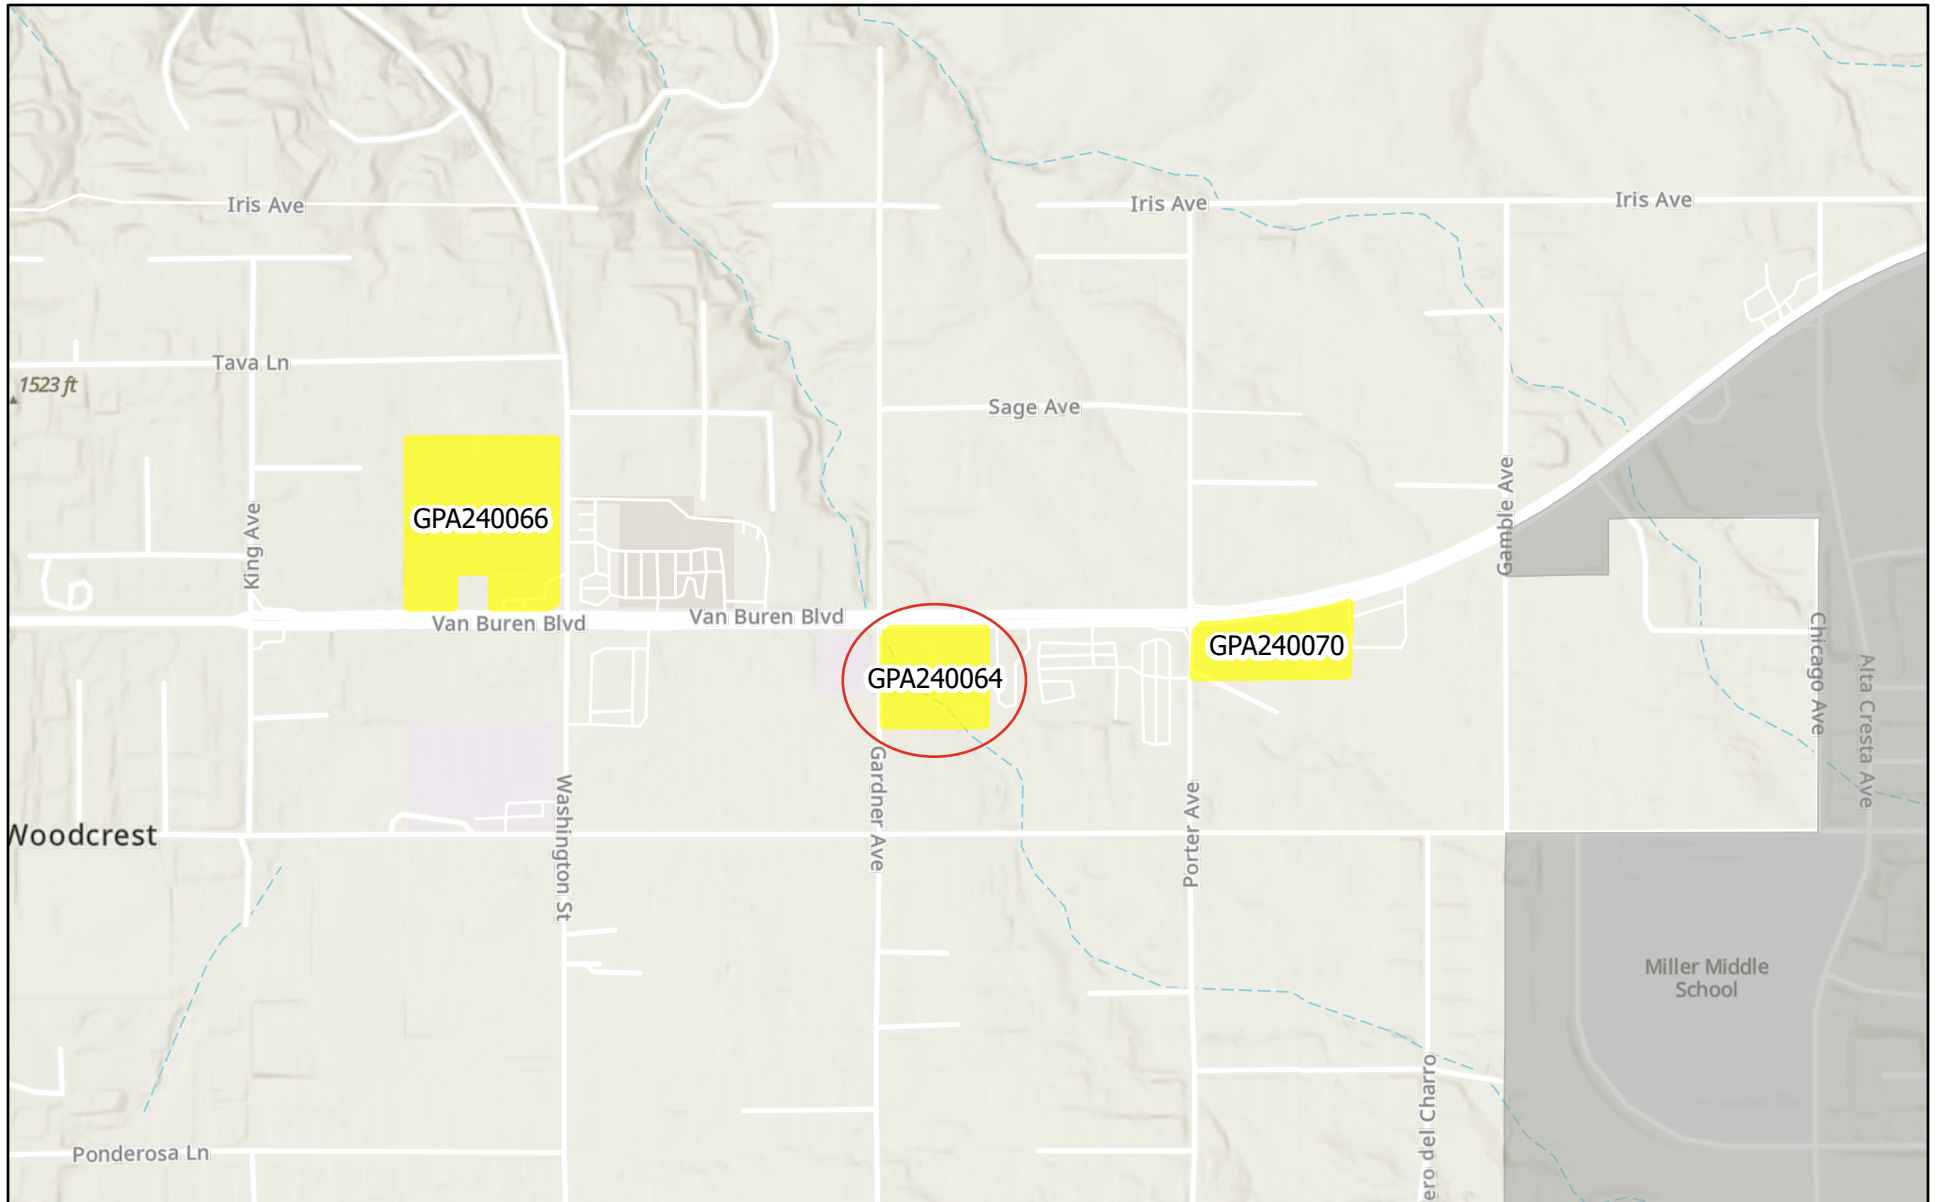 Iris Ave
Iris Ave
Iris Ave
Tava Ln
1523 ft
Sage Ave
GPA240066
King Ave
Gamble Ave
Van Buren Blvd
Van Buren Blvd
GPA240064
GPA240070
Chicago Ave
Alta Cresta Ave
Gardner Ave
Washington St
Porter Ave
Woodcrest
Miller Middle
School
ero del Charro
Ponderosa Ln